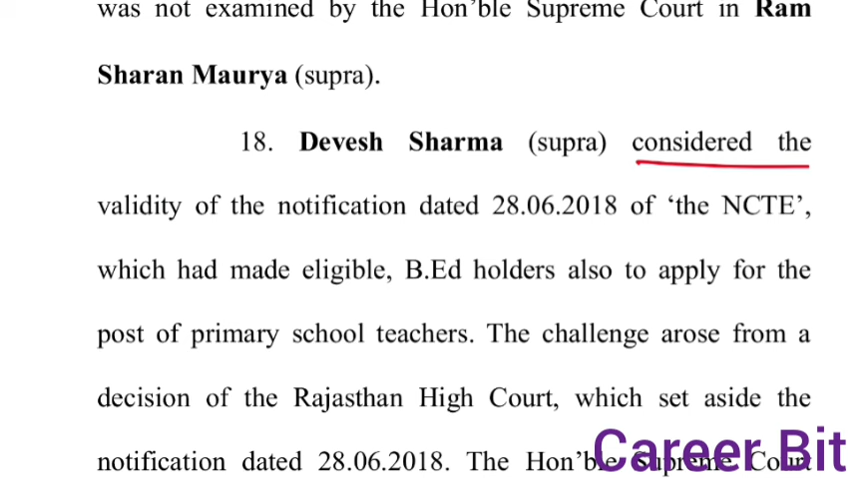 was not examined by the Hon’ble Supreme Court in Ram
Sharan Maurya (supra).
18. Devesh Sharma (supra) considered the
validity of the notification dated 28.06.2018 of ‘the NCTE’,
which had made eligible, B.Ed holders also to apply for the
post of primary school teachers. The challenge arose from a
decision of the Rajasthan High Court, which set aside the
notification dated 28.06.2018. The Hon’ble Supreme Court
Career Bit